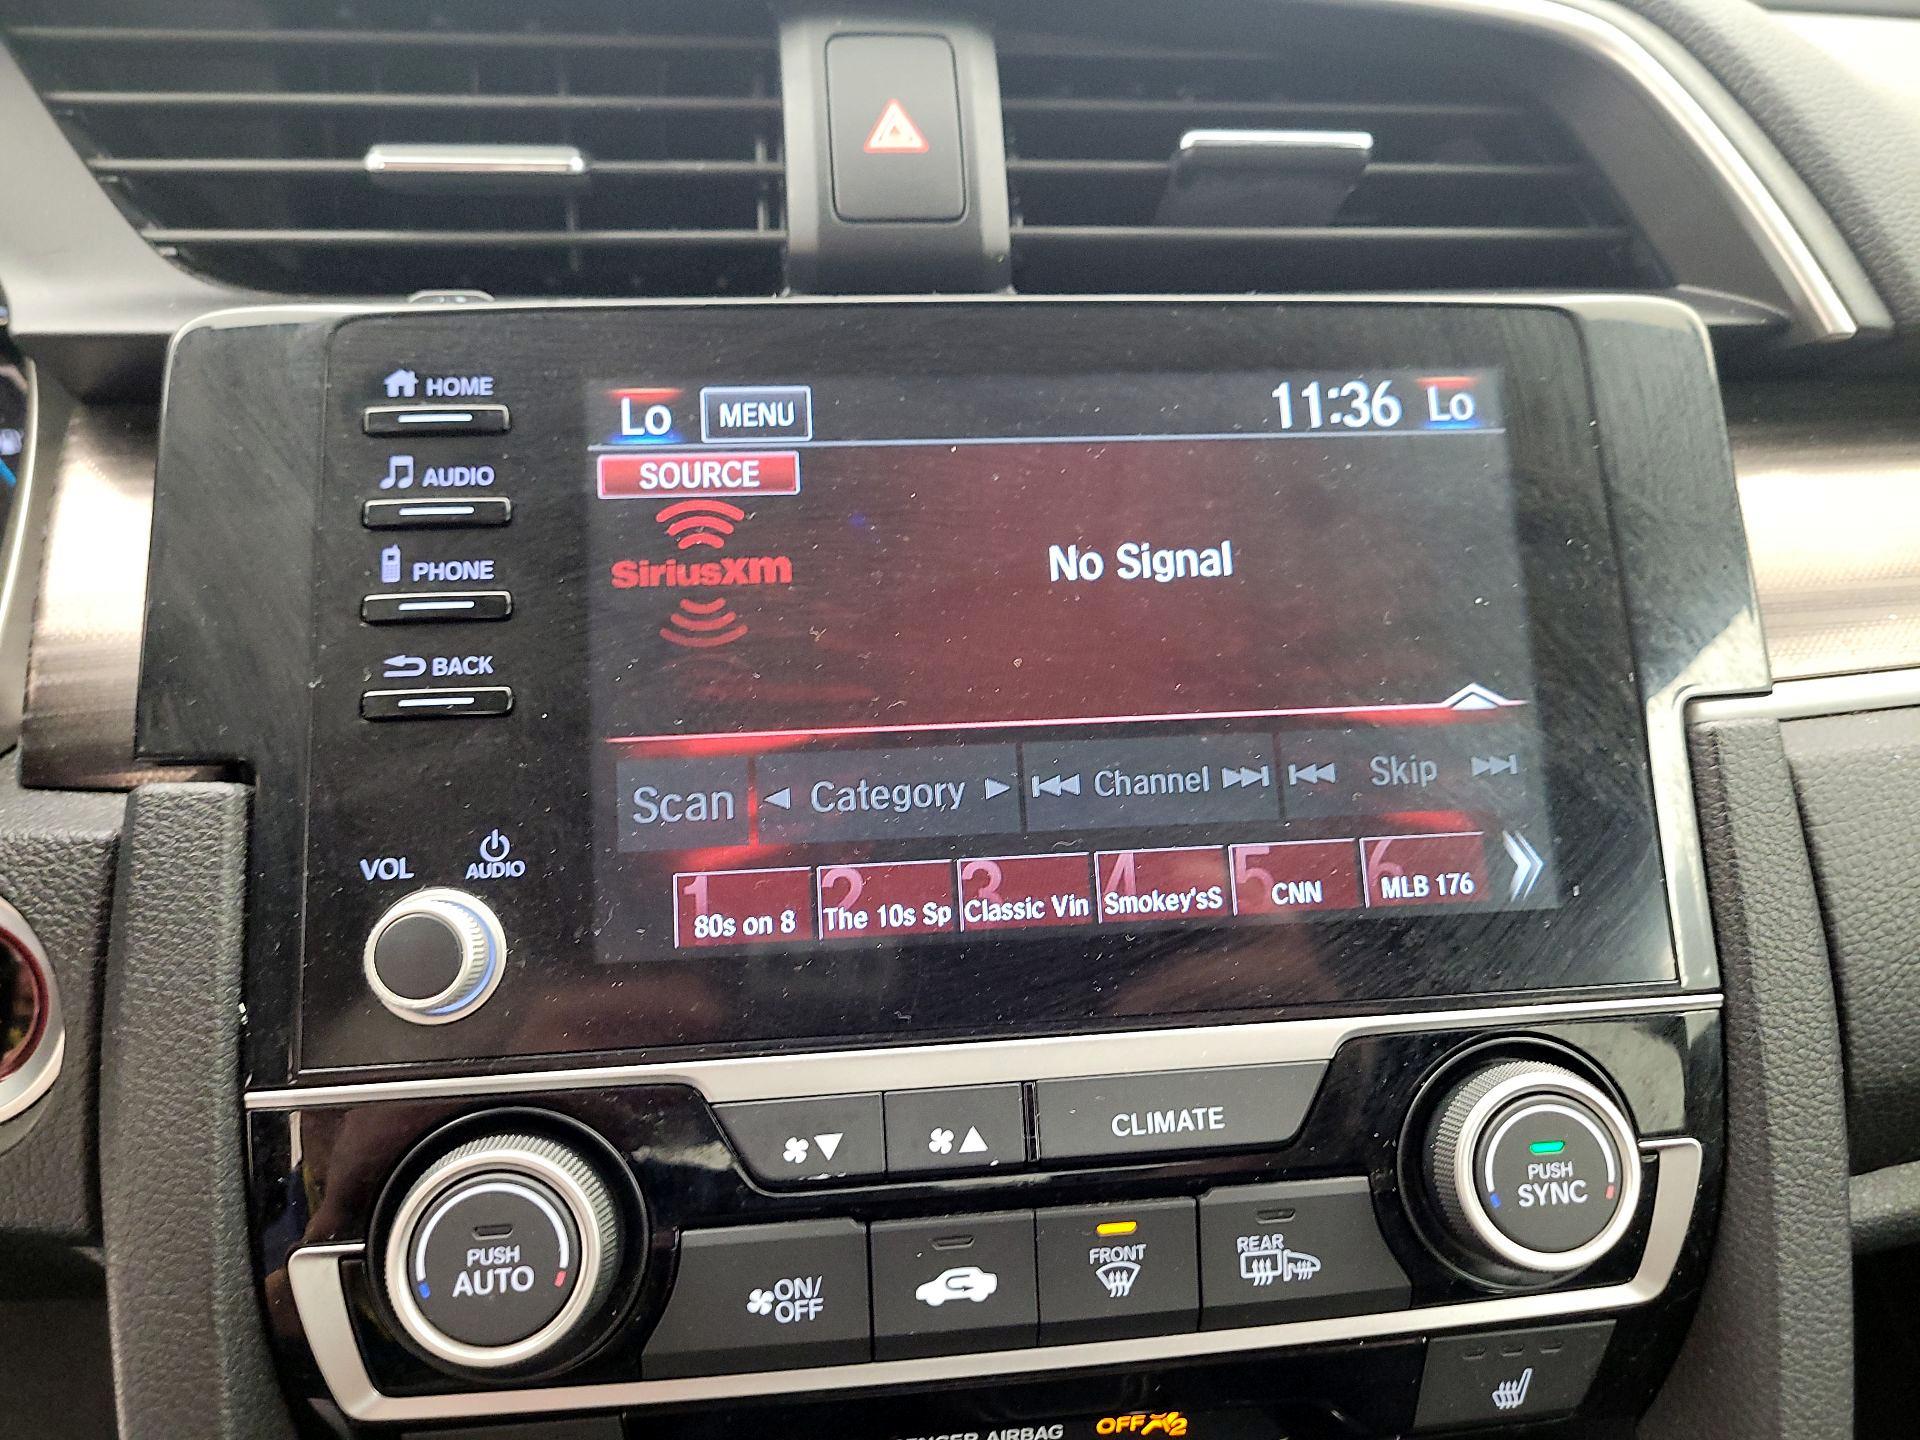 HOME
AUDIO
PHONE
BACK
VOL
AUDIO
Lo MENU 11:36 Lo
SOURCE
SiriusXM
No Signal
Scan Category Channel Skip
1 80s on 8
2 The 10s Sp
3 Classic Vin
4 Smokey'sS
5 CNN
6 MLB 176
CLIMATE
PUSH
AUTO
ON/
OFF
FRONT
REAR
PUSH
SYNC
AIRBAG
OFF 2